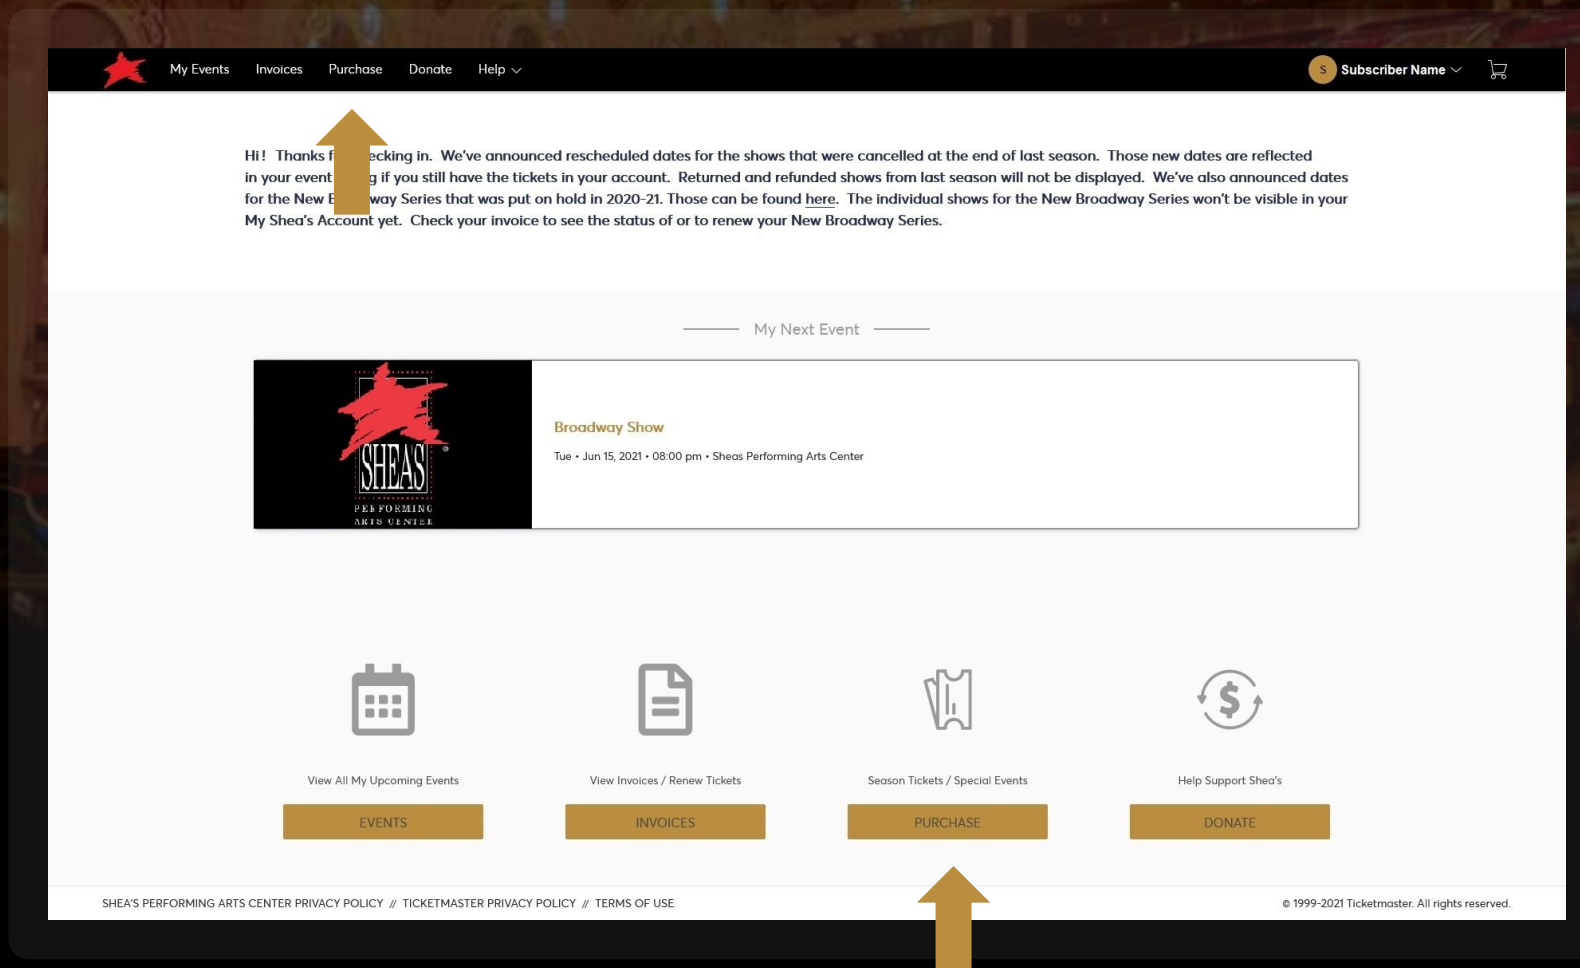 My Events Invoices Purchase Donate Help
S Subscriber Name
Hi! Thanks ecking in. We've announced rescheduled dates for the shows that were cancelled at the end of last season. Those new dates are reflected
in your event if you still have the tickets in your account. Returned and refunded shows from last season will not be displayed. We've also announced dates
for the New way Series that was put on hold in 2020-21. Those can be found here. The individual shows for the New Broadway Series won't be visible in your
My Shea's Account yet. Check your invoice to see the status of or to renew your New Broadway Series.
My Next Event
SHEA'S ®
PERFORMING
ARTS CENTER
Broadway Show
Tue • Jun 15, 2021 • 08:00 pm • Sheas Performing Arts Center
View All My Upcoming Events
EVENTS
View Invoices / Renew Tickets
INVOICES
Season Tickets / Special Events
PURCHASE
$
Help Support Shea's
DONATE
SHEA'S PERFORMING ARTS CENTER PRIVACY POLICY // TICKETMASTER PRIVACY POLICY // TERMS OF USE
© 1999-2021 Ticketmaster. All rights reserved.